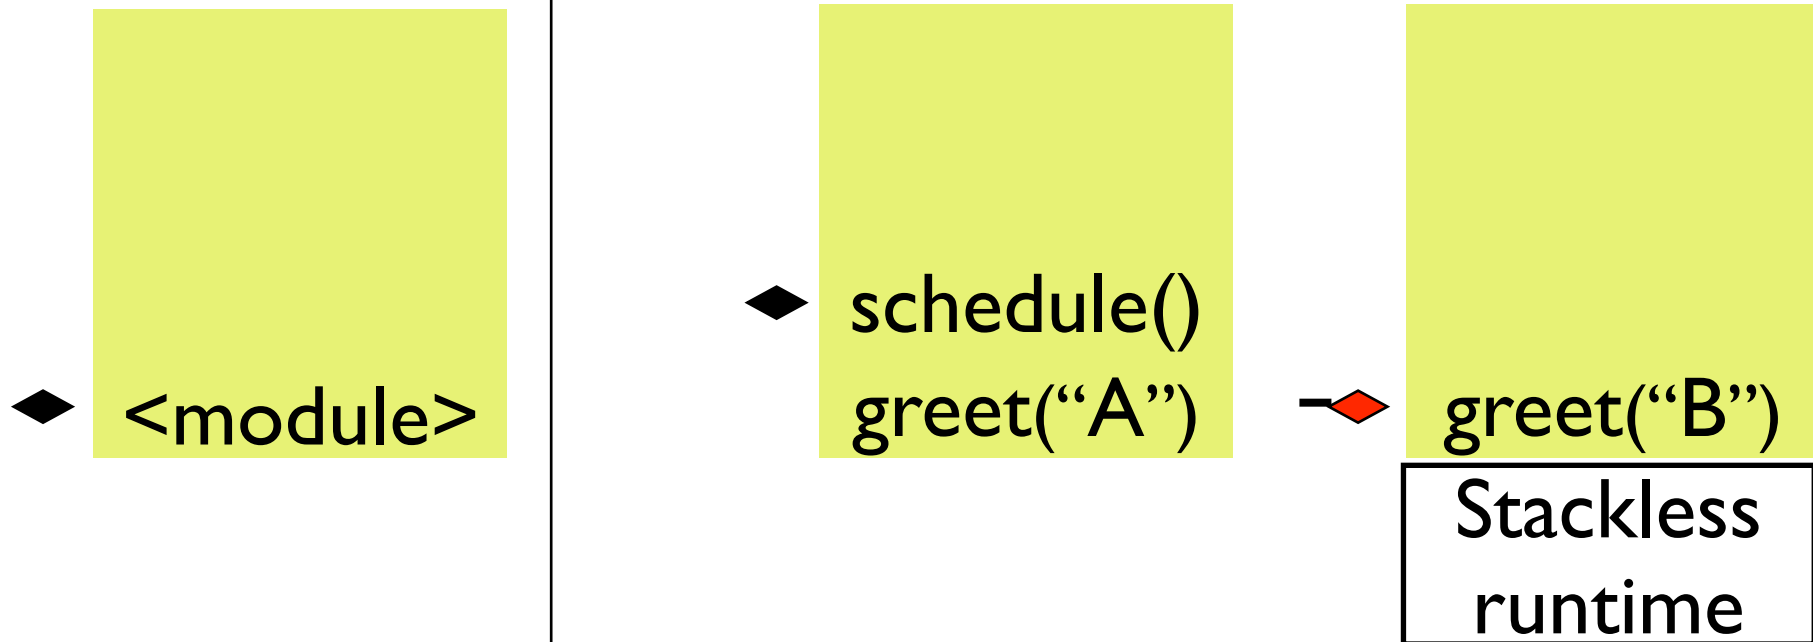 <module>
schedule()
greet(“A”)
greet(“B”)
Stackless
runtime